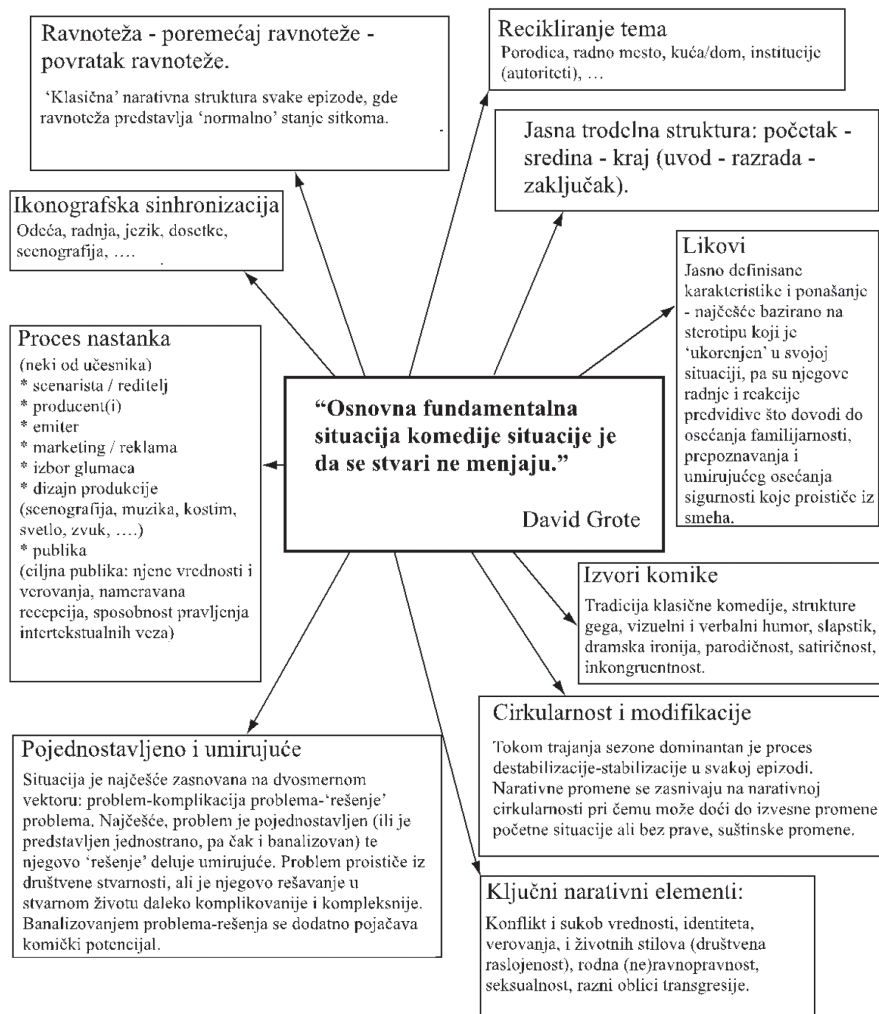 Ravnoteža - poremećaj ravnoteže -
povratak ravnoteže.
‘Klasična’ narativna struktura svake epizode, gde
ravnoteža predstavlja ‘normalno’ stanje sitkoma.
Recikliranje tema
Porodica, radno mesto, kuća/dom, institucije
(autoriteti), …
Jasna trodelna struktura: početak -
sredina - kraj (uvod - razrada -
zaključak).
Ikonografska sinhronizacija
Odeća, radnja, jezik, dosetke,
scenografija, ….
Likovi
Jasno definisane
karakteristike i ponašanje
- najčešće bazirano na
sterotipu koji je
‘ukorenjen’ u svojoj
situaciji, pa su njegove
radnje i reakcije
predvidive što dovodi do
osećanja familijarnosti,
prepoznavanja i
umirujućeg osećanja
sigurnosti koje proističe iz
smeha.
Proces nastanka
(neki od učesnika)
* scenarista / reditelj
* producent(i)
* emiter
* marketing / reklama
* izbor glumaca
* dizajn produkcije
(scenografija, muzika, kostim,
svetlo, zvuk, ….)
* publika
(ciljna publika: njene vrednosti i
verovanja, nameravana
recepcija, sposobnost pravljenja
intertekstualnih veza)
“Osnovna fundamentalna
situacija komedije situacije je
da se stvari ne menjaju.”
David Grote
Izvori komike
Tradicija klasične komedije, strukture
gega, vizuelni i verbalni humor, slapstik,
dramska ironija, parodičnost, satiričnost,
inkongruentnost.
Cirkularnost i modifikacije
Tokom trajanja sezone dominantan je proces
destabilizacije-stabilizacije u svakoj epizodi.
Narativne promene se zasnivaju na narativnoj
cirkularnosti pri čemu može doći do izvesne promene
početne situacije ali bez prave, suštinske promene.
Pojednostavljeno i umirujuće
Situacija je najčešće zasnovana na dvosmernom
vektoru: problem-komplikacija problema-‘rešenje’
problema. Najčešće, problem je pojednostavljen (ili je
predstavljen jednostrano, pa čak i banalizovan) te
njegovo ‘rešenje’ deluje umirujuće. Problem proističe iz
društvene stvarnosti, ali je njegovo rešavanje u
stvarnom životu daleko komplikovanije i kompleksnije.
Banalizovanjem problema-rešenja se dodatno pojačava
komički potencijal.
Ključni narativni elementi:
Konflikt i sukob vrednosti, identiteta,
verovanja, i životnih stilova (društvena
raslojenost), rodna (ne)ravnopravnost,
seksualnost, razni oblici transgresije.